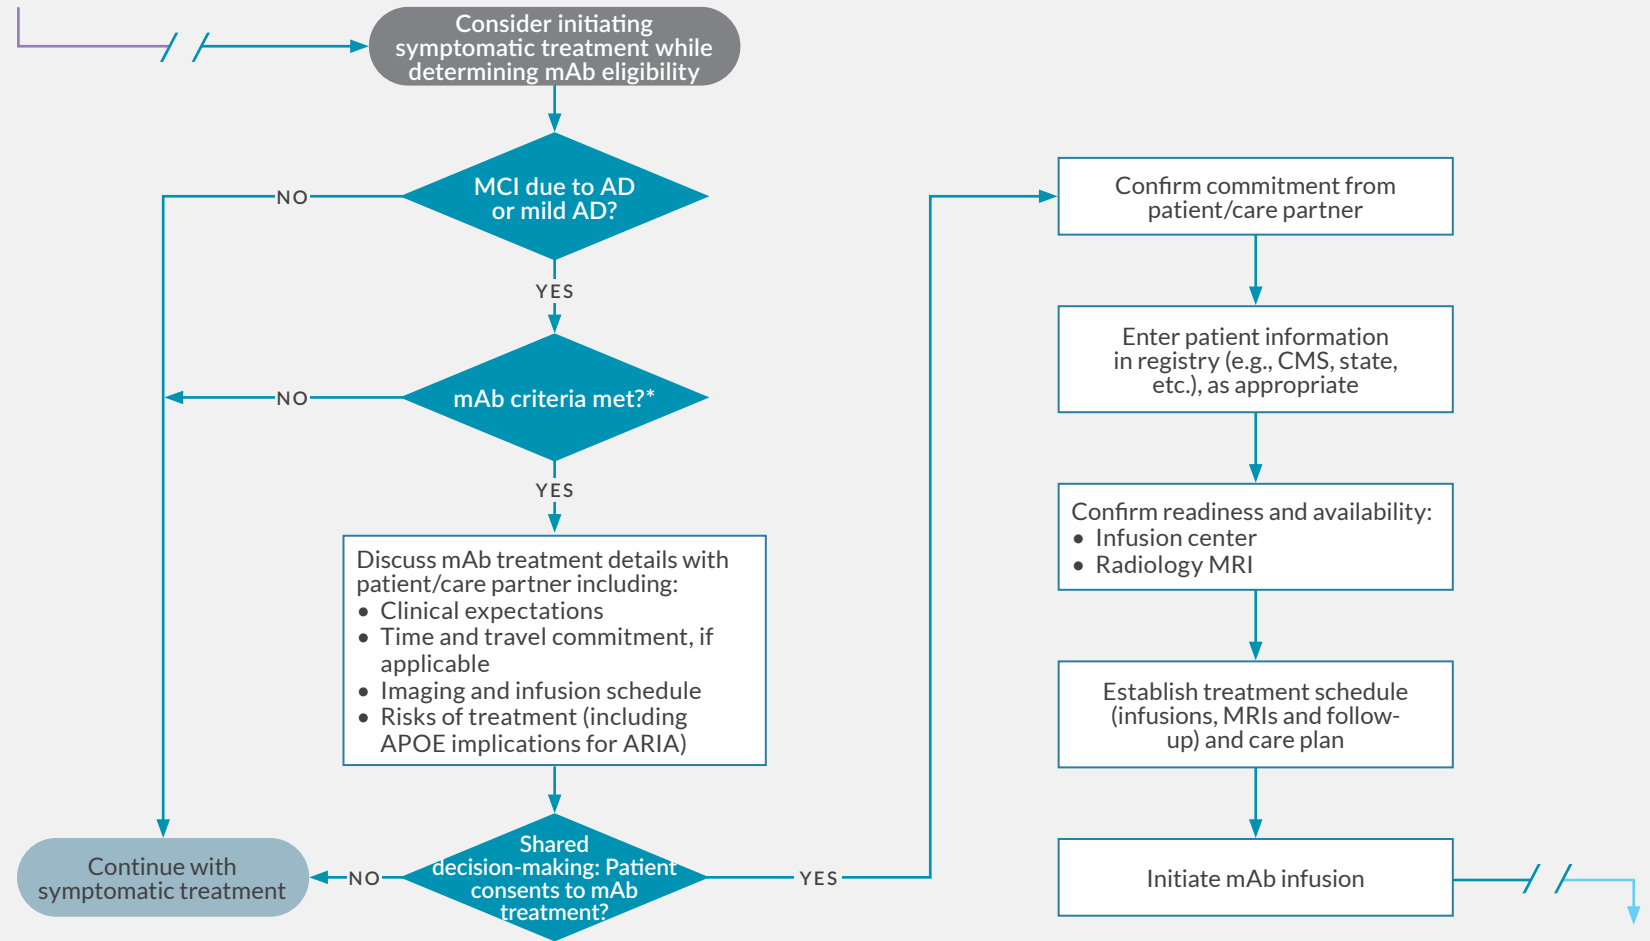 Consider initiating
symptomatic treatment while
determining mAb eligibility
MCI due to AD
or mild AD?
NO
YES
mAb criteria met?*
NO
YES
Discuss mAb treatment details with
patient/care partner including:
• Clinical expectations
• Time and travel commitment, if
applicable
• Imaging and infusion schedule
• Risks of treatment (including
APOE implications for ARIA)
Shared
decision-making: Patient
consents to mAb
treatment?
NO
YES
Continue with
symptomatic treatment
Confirm commitment from
patient/care partner
Enter patient information
in registry (e.g., CMS, state,
etc.), as appropriate
Confirm readiness and availability:
• Infusion center
• Radiology MRI
Establish treatment schedule
(infusions, MRIs and follow-
up) and care plan
Initiate mAb infusion